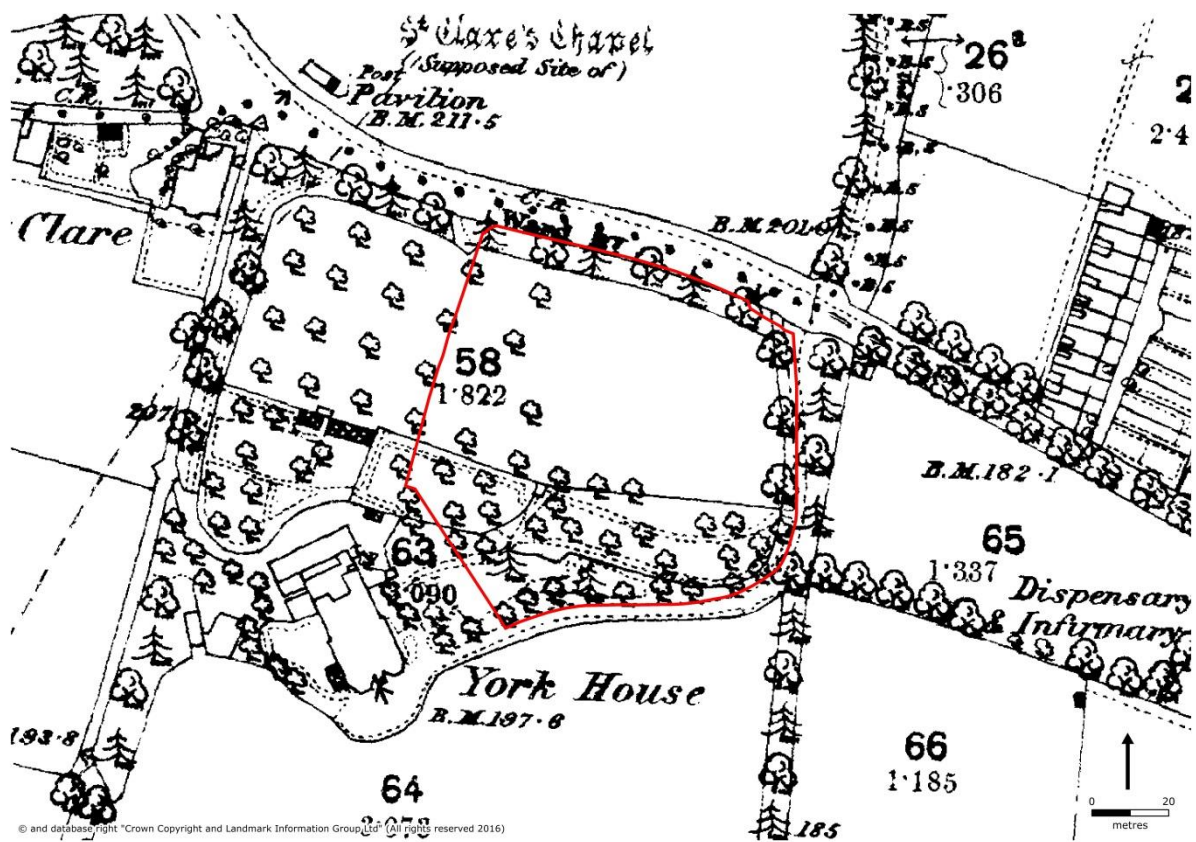 St Clare's Chapel
(Supposed Site of)
Post
Pavilion
B.M. 211·5
C.R.
26a
·306
2
2·4
B.S
B.S
B.S
B.S
B.S
B.S
B.S
Clare
C.R.
Ward Bry
B.M. 201·0
58
1·822
207
B.M. 182·1
63
·090
65
1·337
Dispensary
& Infirmary
York House
B.M. 197·6
193·8
64
66
1·185
185
0 20
metres
© and database right "Crown Copyright and Landmark Information Group Ltd" (All rights reserved 2016)